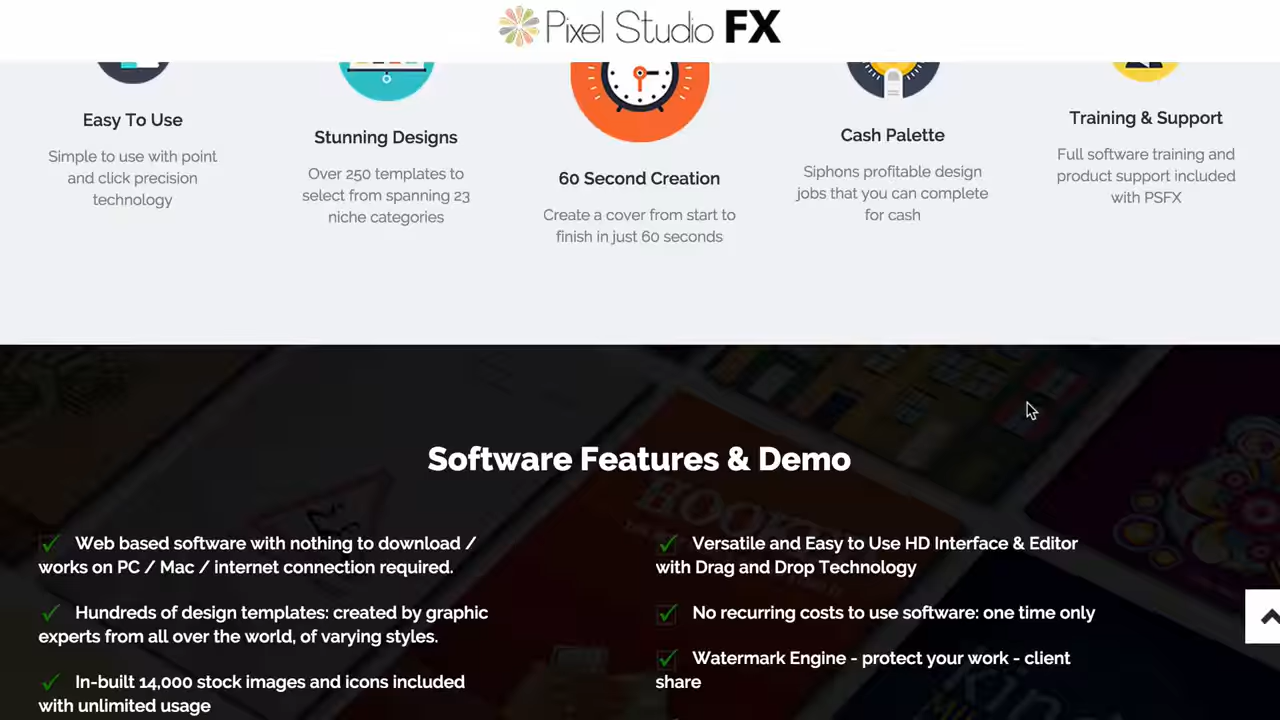 Pixel Studio FX
Easy To Use
Simple to use with point
and click precision
technology
Stunning Designs
Over 250 templates to
select from spanning 23
niche categories
60 Second Creation
Create a cover from start to
finish in just 60 seconds
Cash Palette
Siphons profitable design
jobs that you can complete
for cash
Training & Support
Full software training and
product support included
with PSFX
Software Features & Demo
Web based software with nothing to download /
works on PC / Mac / internet connection required.
Hundreds of design templates: created by graphic
experts from all over the world, of varying styles.
In-built 14,000 stock images and icons included
with unlimited usage
Versatile and Easy to Use HD Interface & Editor
with Drag and Drop Technology
No recurring costs to use software: one time only
Watermark Engine - protect your work - client
share